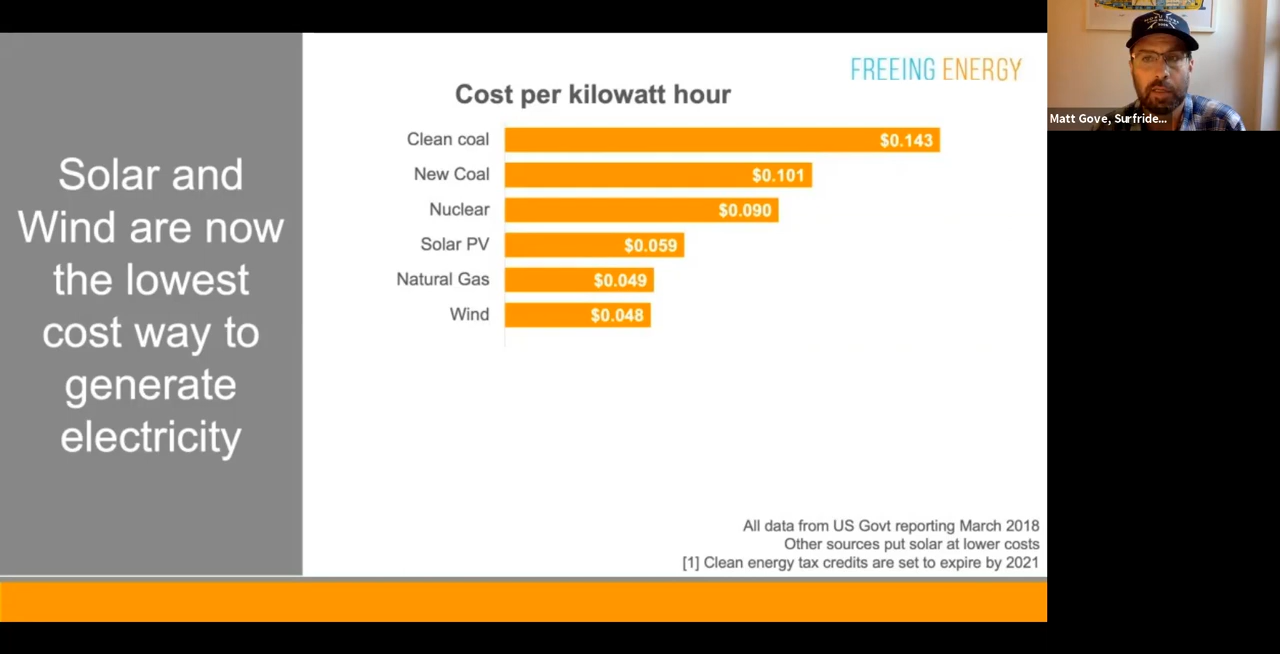 Solar and
Wind are now
the lowest
cost way to
generate
electricity
FREEING ENERGY
Cost per kilowatt hour
Clean coal $0.143
New Coal $0.101
Nuclear $0.090
Solar PV $0.059
Natural Gas $0.049
Wind $0.048
All data from US Govt reporting March 2018
Other sources put solar at lower costs
[1] Clean energy tax credits are set to expire by 2021
Matt Gove, Surfride...